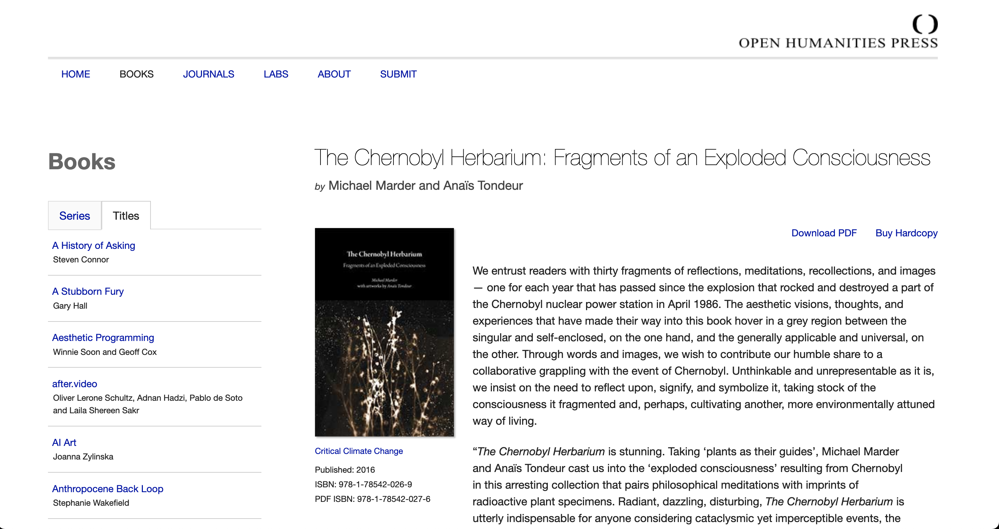 OPEN HUMANITIES PRESS
HOME BOOKS JOURNALS LABS ABOUT SUBMIT
Books
Series Titles
A History of Asking
Steven Connor
A Stubborn Fury
Gary Hall
Aesthetic Programming
Winnie Soon and Geoff Cox
after.video
Oliver Lerone Schultz, Adnan Hadzi, Pablo de Soto
and Laila Shereen Sakr
AI Art
Joanna Zylinska
Anthropocene Back Loop
Stephanie Wakefield
The Chernobyl Herbarium: Fragments of an Exploded Consciousness
by Michael Marder and Anaïs Tondeur
The Chernobyl Herbarium
Fragments of an Exploded Consciousness
Michael Marder
with artworks by Anaïs Tondeur
Critical Climate Change
Published: 2016
ISBN: 978-1-78542-026-9
PDF ISBN: 978-1-78542-027-6
Download PDF Buy Hardcopy
We entrust readers with thirty fragments of reflections, meditations, recollections, and images
— one for each year that has passed since the explosion that rocked and destroyed a part of
the Chernobyl nuclear power station in April 1986. The aesthetic visions, thoughts, and
experiences that have made their way into this book hover in a grey region between the
singular and self-enclosed, on the one hand, and the generally applicable and universal, on
the other. Through words and images, we wish to contribute our humble share to a
collaborative grappling with the event of Chernobyl. Unthinkable and unrepresentable as it is,
we insist on the need to reflect upon, signify, and symbolize it, taking stock of the
consciousness it fragmented and, perhaps, cultivating another, more environmentally attuned
way of living.
“The Chernobyl Herbarium is stunning. Taking ‘plants as their guides’, Michael Marder
and Anaïs Tondeur cast us into the ‘exploded consciousness’ resulting from Chernobyl
in this arresting collection that pairs philosophical meditations with imprints of
radioactive plant specimens. Radiant, dazzling, disturbing, The Chernobyl Herbarium is
utterly indispensable for anyone considering cataclysmic yet imperceptible events, the